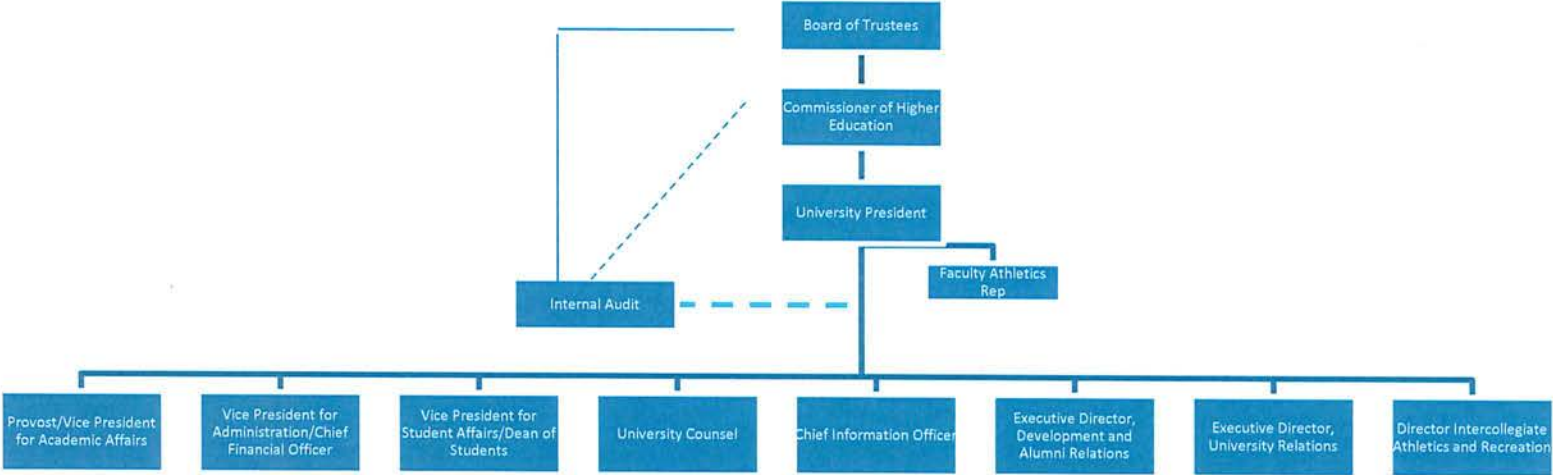 Board of Trustees
Commissioner of Higher
Education
University President
Faculty Athletics
Rep
Internal Audit
Provost/Vice President
for Academic Affairs
Vice President for
Administration/Chief
Financial Officer
Vice President for
Student Affairs/Dean of
Students
University Counsel
Chief Information Officer
Executive Director,
Development and
Alumni Relations
Executive Director,
University Relations
Director Intercollegiate
Athletics and Recreation